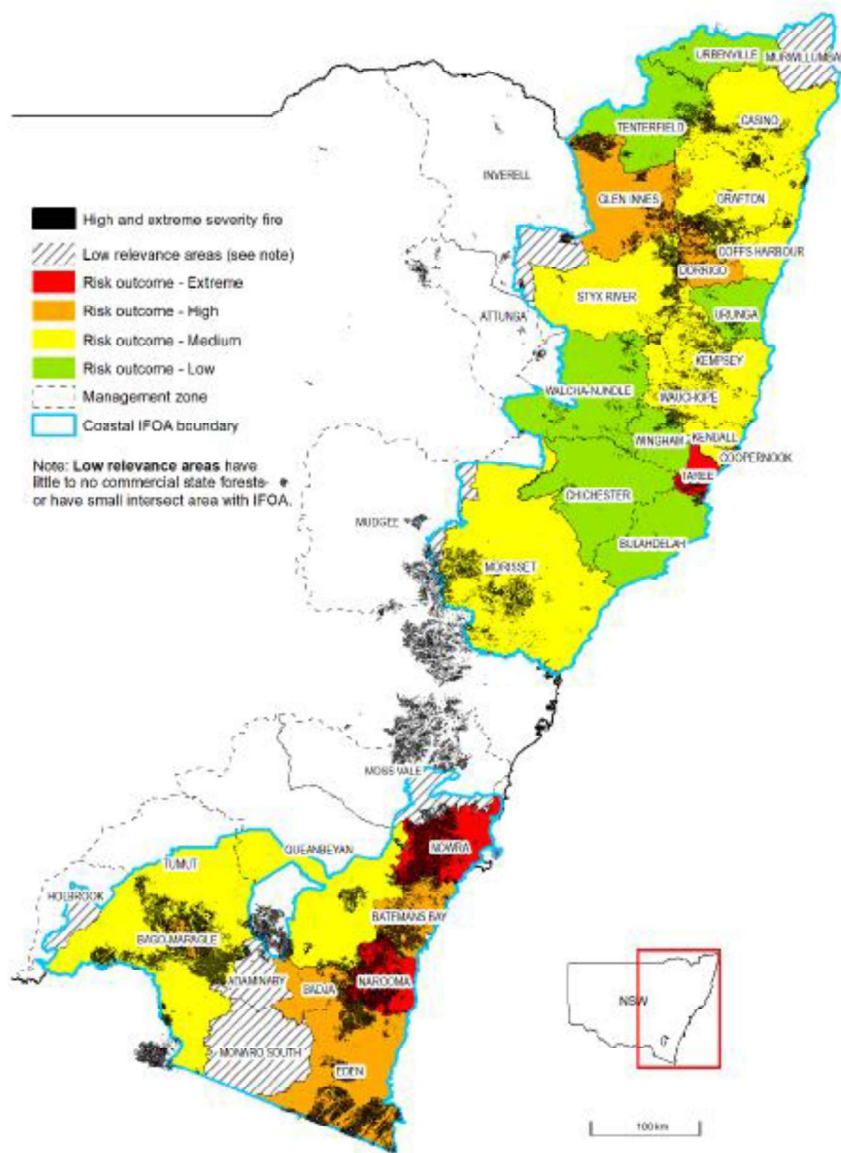 URBENVILLE
MURWILLUMBAH
CASINO
TENTERFIELD
INVERELL
GLEN INNES
GRAFTON
COFFS HARBOUR
DORRIGO
STYX RIVER
ATTUNGA
URUNGA
KEMPSEY
WALCHA-NUNDLE
WAUCHOPE
WINGHAM
KENDALL
COOPERNOOK
TAREE
CHICHESTER
BULAHDELAH
MUDGEE
MORISSET
High and extreme severity fire
Low relevance areas (see note)
Risk outcome - Extreme
Risk outcome - High
Risk outcome - Medium
Risk outcome - Low
Management zone
Coastal IFOA boundary
Note: Low relevance areas have
little to no commercial state forests
or have small intersect area with IFOA.
MOSS VALE
NOWRA
QUEANBEYAN
TUMUT
HOLBROOK
BATEMANS BAY
BAGO-MARAGLE
ADAMINABY
BADJA
NAROOMA
MONARO SOUTH
EDEN
NSW
100 km